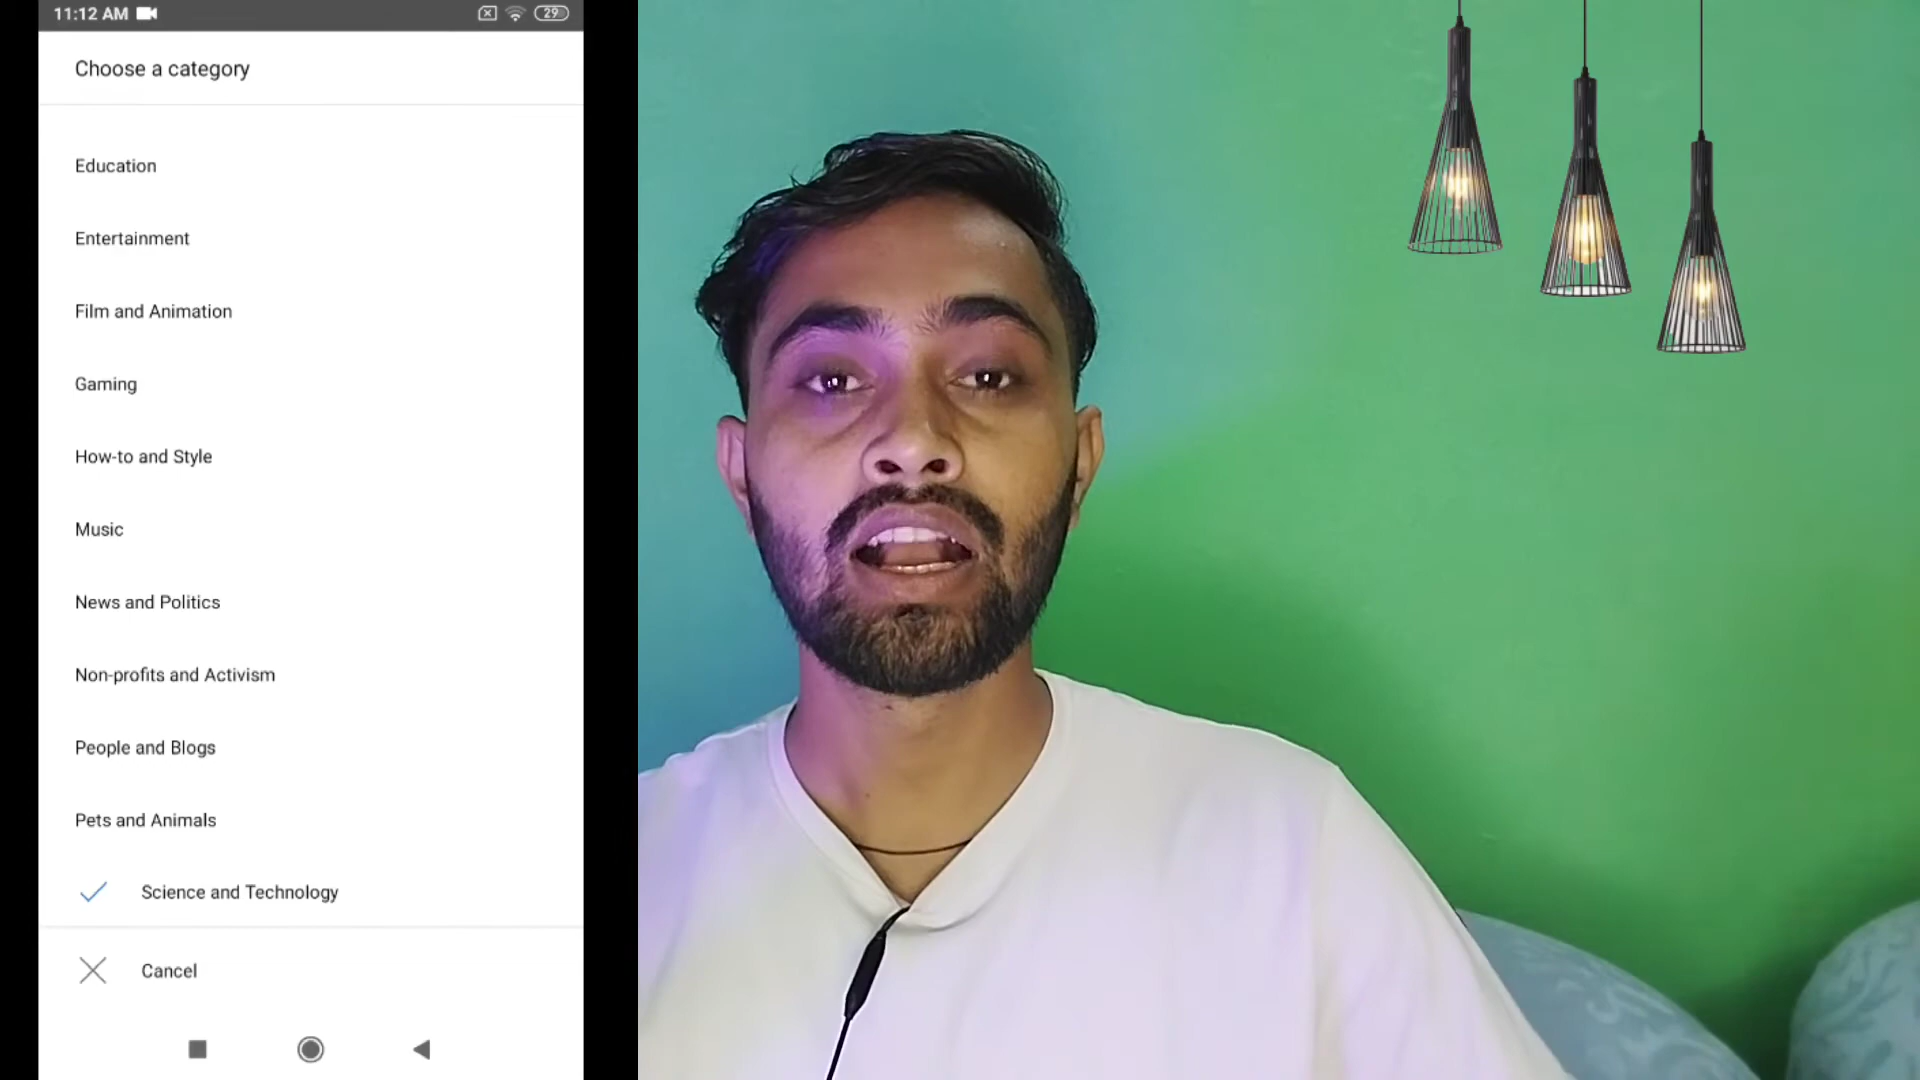 11:12 AM 29
Choose a category
Education
Entertainment
Film and Animation
Gaming
How-to and Style
Music
News and Politics
Non-profits and Activism
People and Blogs
Pets and Animals
Science and Technology
Cancel